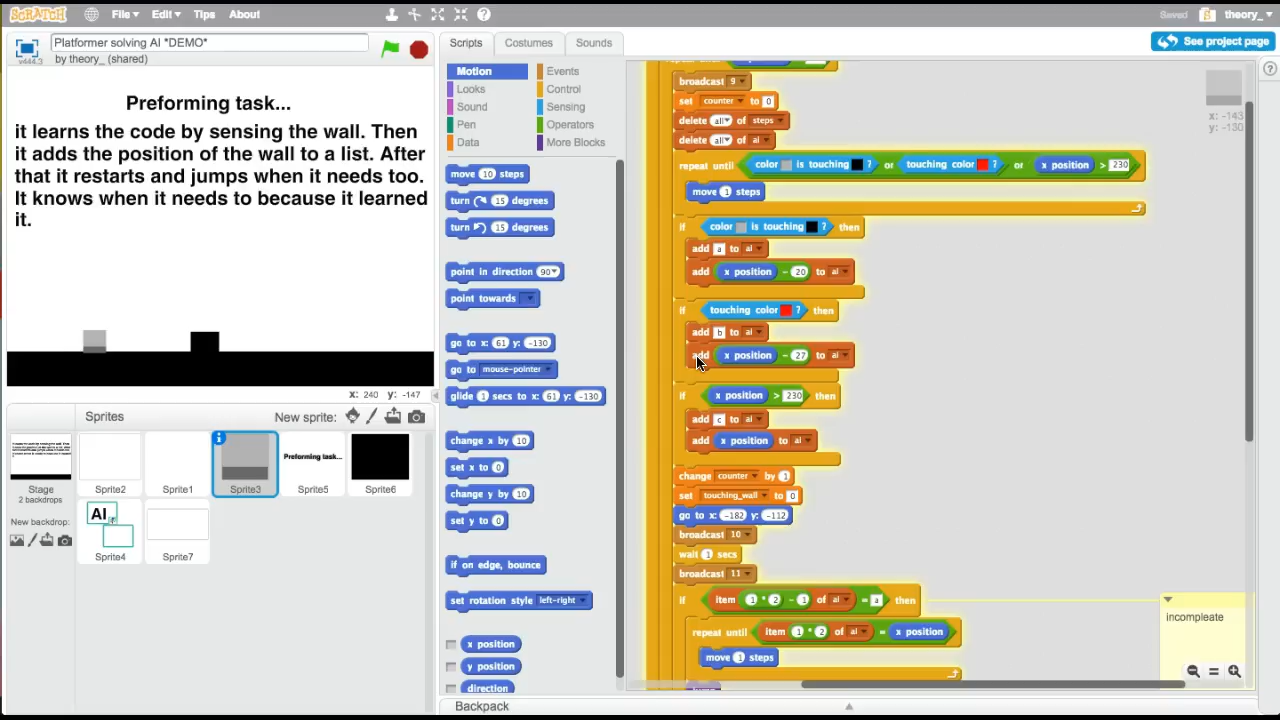 SCRATCH File Edit Tips About Saved theory_
v444.3 Platformer solving AI *DEMO*
by theory_ (shared)
Scripts Costumes Sounds
See project page
Preforming task...
it learns the code by sensing the wall. Then
it adds the position of the wall to a list. After
that it restarts and jumps when it needs too.
It knows when it needs to because it learned
it.
x: 240 y: -147
Sprites New sprite:
Stage
2 backdrops
New backdrop:
Sprite2
Sprite1
Sprite3
Preforming task...
Sprite5
Sprite6
AI
Sprite4
Sprite7
Motion Events
Looks Control
Sound Sensing
Pen Operators
Data More Blocks
move 10 steps
turn 15 degrees
turn 15 degrees
point in direction 90
point towards
go to x: 61 y: -130
go to mouse-pointer
glide 1 secs to x: 61 y: -130
change x by 10
set x to 0
change y by 10
set y to 0
if on edge, bounce
set rotation style left-right
x position
y position
direction
broadcast 9
set counter to 0
delete all of steps
delete all of al
repeat until color is touching ? or touching color ? or x position > 230
move 1 steps
if color is touching ? then
add a to al
add x position - 20 to al
if touching color ? then
add b to al
add x position - 27 to al
if x position > 230 then
add c to al
add x position to al
change counter by 1
set touching_wall to 0
go to x: -182 y: -112
broadcast 10
wait 1 secs
broadcast 11
if item 1 * 2 - 1 of al = a then
repeat until item 1 * 2 of al = x position
move 1 steps
x: -143
y: -130
incompleate
Backpack